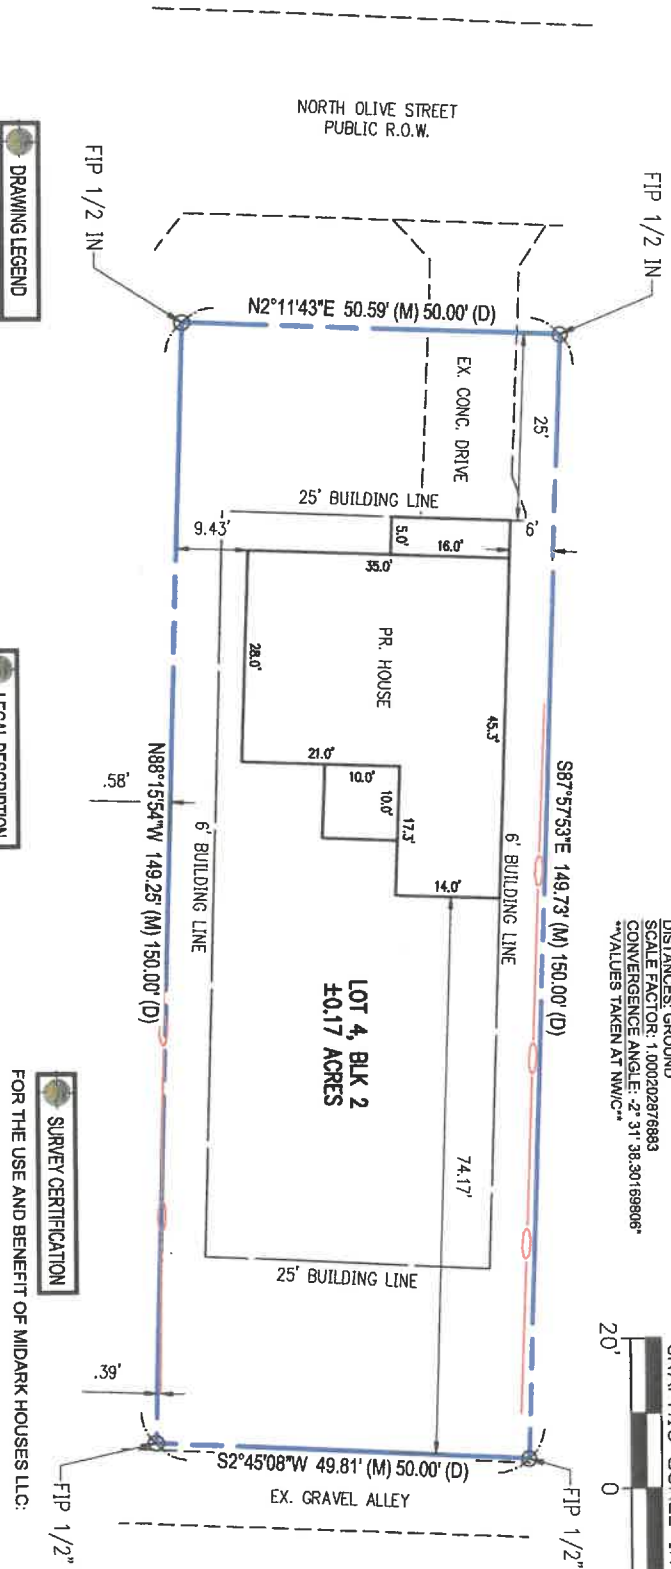 NORTH OLIVE STREET
PUBLIC R.O.W.
FIP 1/2 IN
FIP 1/2 IN
DRAWING LEGEND
N2°11'43"E 50.59' (M) 50.00' (D)
EX. CONC. DRIVE
25'
25' BUILDING LINE
6'
9.43'
5.0'
16.0'
35.0'
28.0'
PR. HOUSE
45.3'
21.0'
10.0'
10.0'
17.3'
14.0'
S87°57'53"E 149.73' (M) 150.00' (D)
6' BUILDING LINE
N88°15'54"W 149.25' (M) 150.00' (D)
6' BUILDING LINE
.58'
LEGAL DESCRIPTION
DISTANCES: GROUND
SCALE FACTOR: 1.000202876883
CONVERGENCE ANGLE: -2° 31' 38.30169806"
**VALUES TAKEN AT NW/C**
LOT 4, BLK 2
±0.17 ACRES
74.17'
25' BUILDING LINE
SURVEY CERTIFICATION
FOR THE USE AND BENEFIT OF MIDARK HOUSES LLC:
20'
0
.39'
S2°45'08"W 49.81' (M) 50.00' (D)
EX. GRAVEL ALLEY
FIP 1/2"
FIP 1/2"